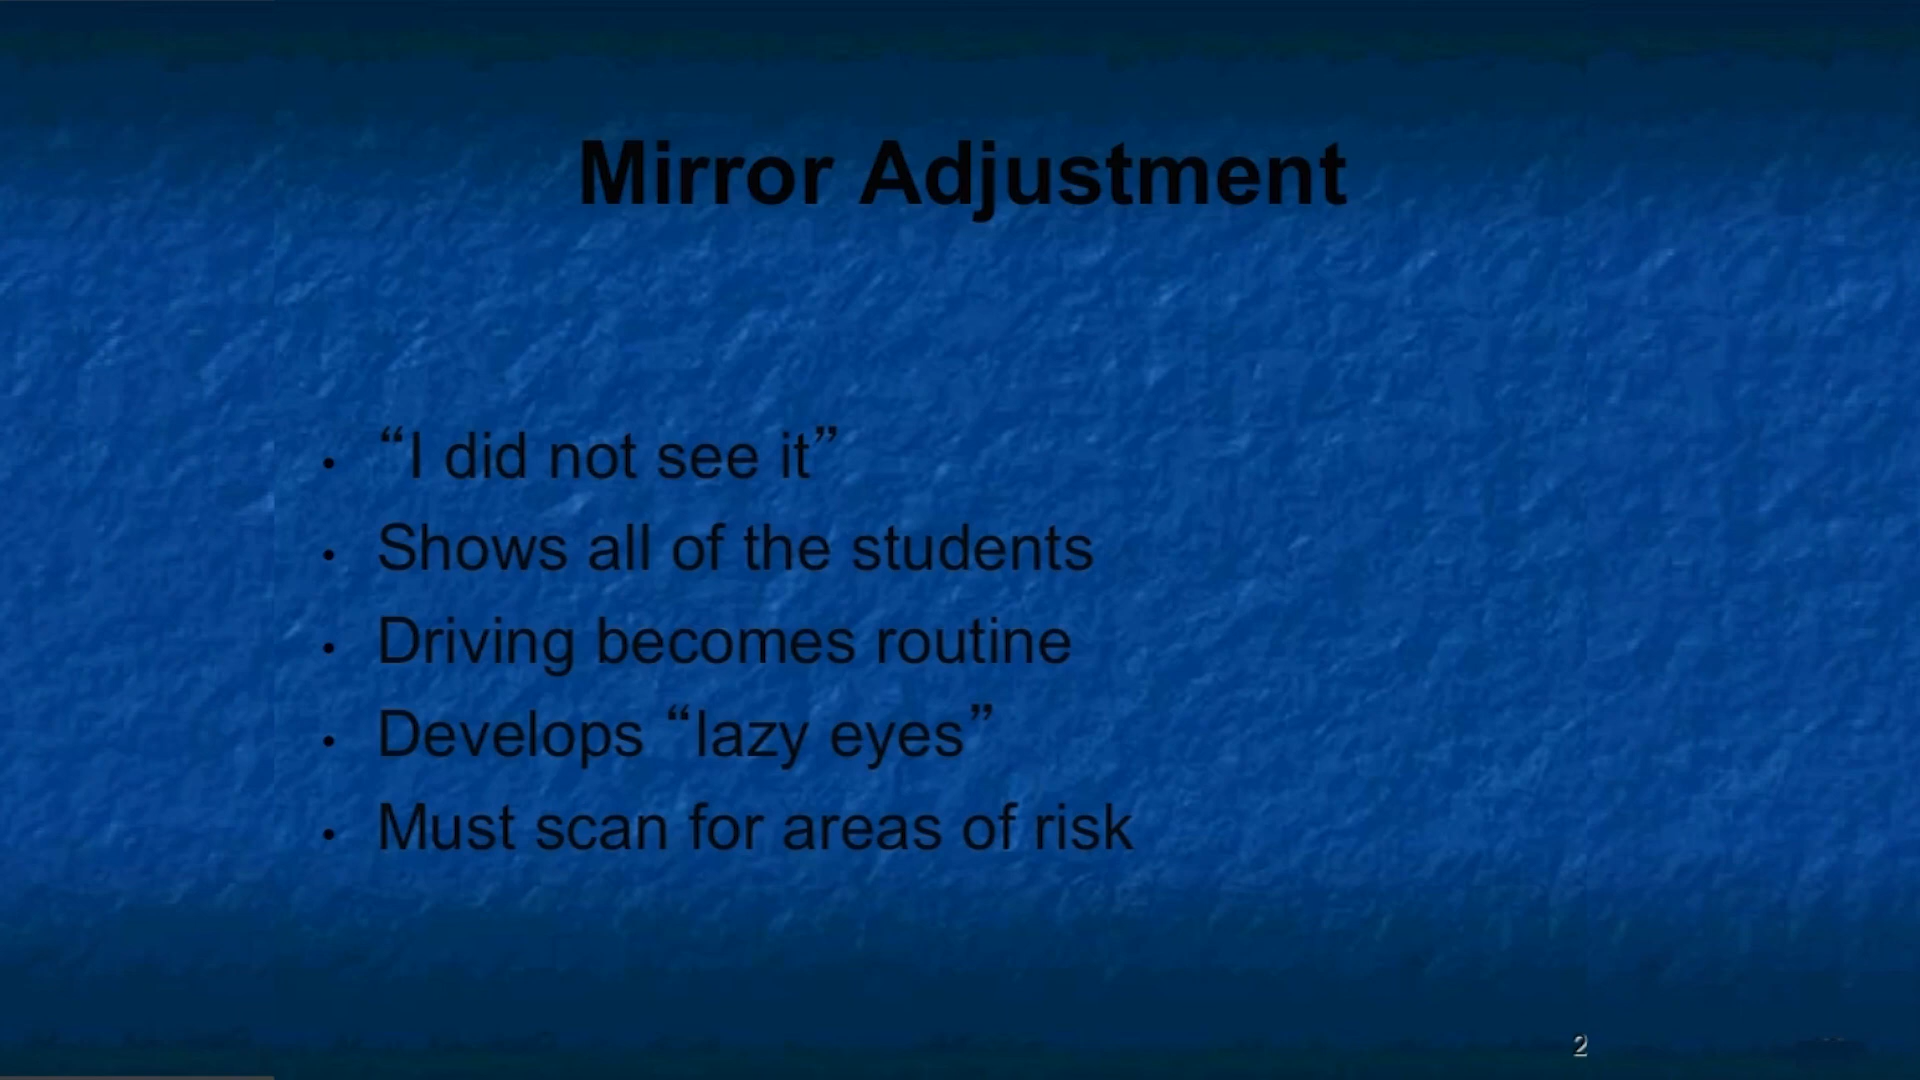 Mirror Adjustment
• “I did not see it”
• Shows all of the students
• Driving becomes routine
• Develops “lazy eyes”
• Must scan for areas of risk
2